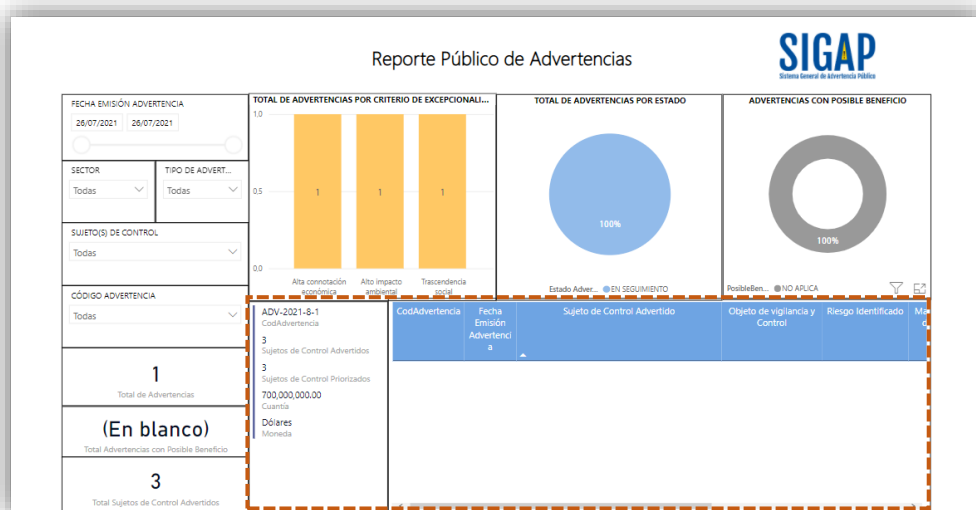 Reporte Público de Advertencias
SIGAP
Sistema General de Advertencia Pública
FECHA EMISIÓN ADVERTENCIA
26/07/2021 26/07/2021
SECTOR
Todas
TIPO DE ADVERT...
Todas
SUJETO(S) DE CONTROL
Todas
CÓDIGO ADVERTENCIA
Todas
1
Total de Advertencias
(En blanco)
Total Advertencias con Posible Beneficio
3
Total Sujetos de Control Advertidos
TOTAL DE ADVERTENCIAS POR CRITERIO DE EXCEPCIONALI...
1,0
0,5
0,0
1 1 1
Alta connotación
económica
Alto impacto
ambiental
Trascendencia
social
TOTAL DE ADVERTENCIAS POR ESTADO
100%
Estado Adver... EN SEGUIMIENTO
ADVERTENCIAS CON POSIBLE BENEFICIO
100%
PosibleBen... NO APLICA
ADV-2021-8-1
CodAdvertencia
3
Sujetos de Control Advertidos
3
Sujetos de Control Priorizados
700,000,000.00
Cuantía
Dólares
Moneda
CodAdvertencia
Fecha
Emisión
Advertenci
a
Sujeto de Control Advertido
Objeto de vigilancia y
Control
Riesgo Identificado
Ma